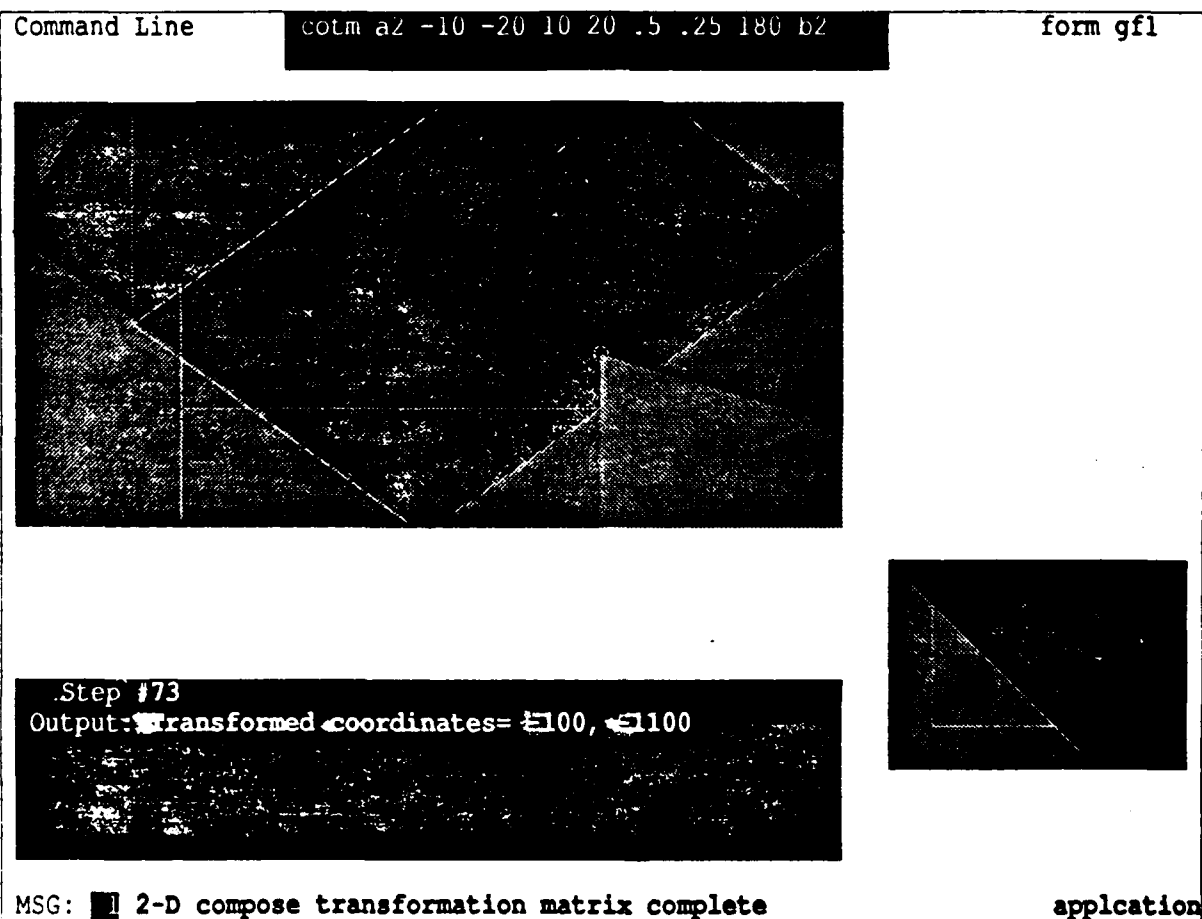 Command Line cotm a2 -10 -20 10 20 .5 .25 180 b2 form gf1
Step #73
Output: Transformed coordinates= 100, 1100
MSG: 2-D compose transformation matrix complete applcation